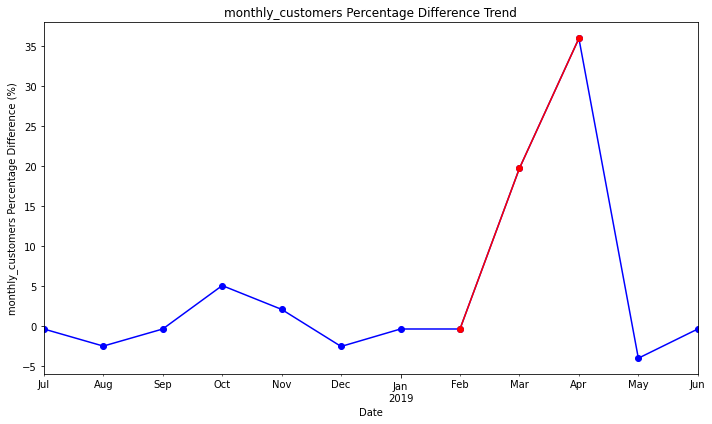 monthly_customers Percentage Difference Trend
monthly_customers Percentage Difference (%)
35
30
25
20
15
10
5
0
−5
Jul Aug Sep Oct Nov Dec Jan Feb Mar Apr May Jun
2019
Date